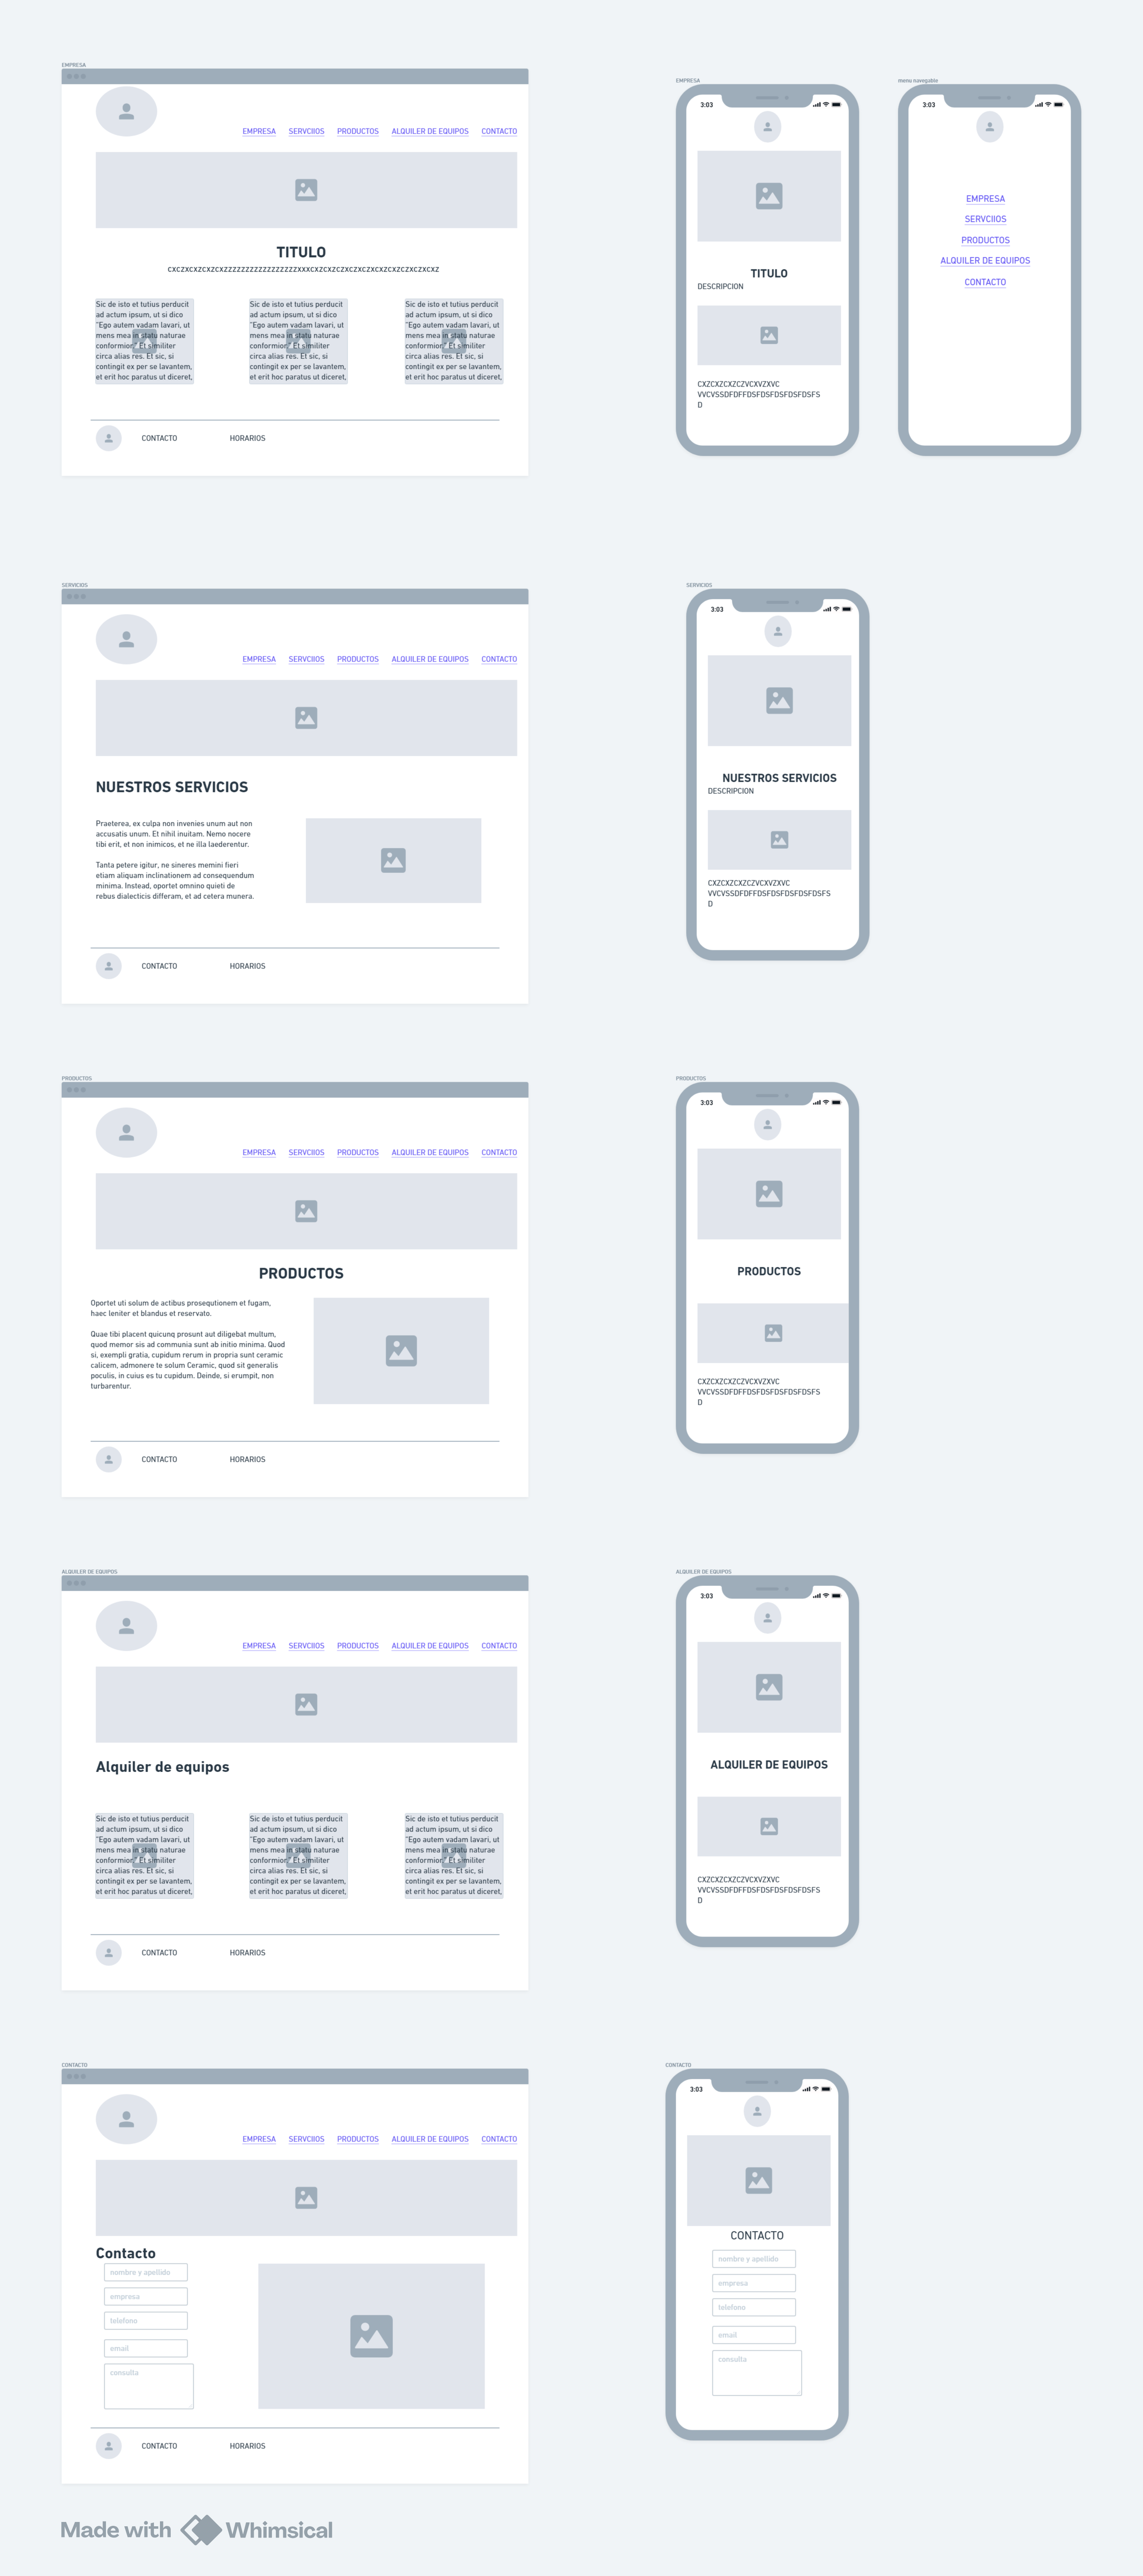 EMPRESA
EMPRESA SERVCIIOS PRODUCTOS ALQUILER DE EQUIPOS CONTACTO
TITULO
Sic de isto et tutius perducit
ad actum ipsum, ut si dico
"Ego autem vadam lavari, ut
mens mea in statu naturae
conformior." Et similiter
circa alias res. Et sic, si
contingit ex per se lavantem,
et erit hoc paratus ut diceret,
Sic de isto et tutius perducit
ad actum ipsum, ut si dico
"Ego autem vadam lavari, ut
mens mea in statu naturae
conformior." Et similiter
circa alias res. Et sic, si
contingit ex per se lavantem,
et erit hoc paratus ut diceret,
Sic de isto et tutius perducit
ad actum ipsum, ut si dico
"Ego autem vadam lavari, ut
mens mea in statu naturae
conformior." Et similiter
circa alias res. Et sic, si
contingit ex per se lavantem,
et erit hoc paratus ut diceret,
CONTACTO HORARIOS
EMPRESA
3:03
TITULO
DESCRIPCION
CXZCXZCXZCZVCXVZXVC
VVCVSSDFDFFDSFDSFDSFDSFDSFS
D
menu navegable
3:03
EMPRESA
SERVCIIOS
PRODUCTOS
ALQUILER DE EQUIPOS
CONTACTO
SERVICIOS
EMPRESA SERVCIIOS PRODUCTOS ALQUILER DE EQUIPOS CONTACTO
NUESTROS SERVICIOS
Praeterea, ex culpa non invenies unum aut non
accusatis unum. Et nihil inuitam. Nemo nocere
tibi erit, et non inimicos, et ne illa laederentur.
Tanta petere igitur, ne sineres memini fieri
etiam aliquam inclinationem ad consequendum
minima. Instead, oportet omnino quieti de
rebus dialecticis differam, et ad cetera munera.
CONTACTO HORARIOS
SERVICIOS
3:03
NUESTROS SERVICIOS
DESCRIPCION
CXZCXZCXZCZVCXVZXVC
VVCVSSDFDFFDSFDSFDSFDSFDSFS
D
PRODUCTOS
EMPRESA SERVCIIOS PRODUCTOS ALQUILER DE EQUIPOS CONTACTO
PRODUCTOS
Oportet uti solum de actibus prosequtionem et fugam,
haec leniter et blandus et reservato.
Quae tibi placent quicunq prosunt aut diligebat multum,
quod memor sis ad communia sunt ab initio minima. Quod
si, exempli gratia, cupidum rerum in propria sunt ceramic
calicem, admonere te solum Ceramic, quod sit generalis
poculis, in cuius es tu cupidum. Deinde, si erumpit, non
turbarentur.
CONTACTO HORARIOS
PRODUCTOS
3:03
PRODUCTOS
CXZCXZCXZCZVCXVZXVC
VVCVSSDFDFFDSFDSFDSFDSFDSFS
D
ALQUILER DE EQUIPOS
EMPRESA SERVCIIOS PRODUCTOS ALQUILER DE EQUIPOS CONTACTO
Alquiler de equipos
Sic de isto et tutius perducit
ad actum ipsum, ut si dico
"Ego autem vadam lavari, ut
mens mea in statu naturae
conformior." Et similiter
circa alias res. Et sic, si
contingit ex per se lavantem,
et erit hoc paratus ut diceret,
Sic de isto et tutius perducit
ad actum ipsum, ut si dico
"Ego autem vadam lavari, ut
mens mea in statu naturae
conformior." Et similiter
circa alias res. Et sic, si
contingit ex per se lavantem,
et erit hoc paratus ut diceret,
Sic de isto et tutius perducit
ad actum ipsum, ut si dico
"Ego autem vadam lavari, ut
mens mea in statu naturae
conformior." Et similiter
circa alias res. Et sic, si
contingit ex per se lavantem,
et erit hoc paratus ut diceret,
CONTACTO HORARIOS
ALQUILER DE EQUIPOS
3:03
ALQUILER DE EQUIPOS
CXZCXZCXZCZVCXVZXVC
VVCVSSDFDFFDSFDSFDSFDSFDSFS
D
CONTACTO
EMPRESA SERVCIIOS PRODUCTOS ALQUILER DE EQUIPOS CONTACTO
Contacto
nombre y apellido
empresa
telefono
email
consulta
CONTACTO HORARIOS
CONTACTO
3:03
CONTACTO
nombre y apellido
empresa
telefono
email
consulta
Made with Whimsical